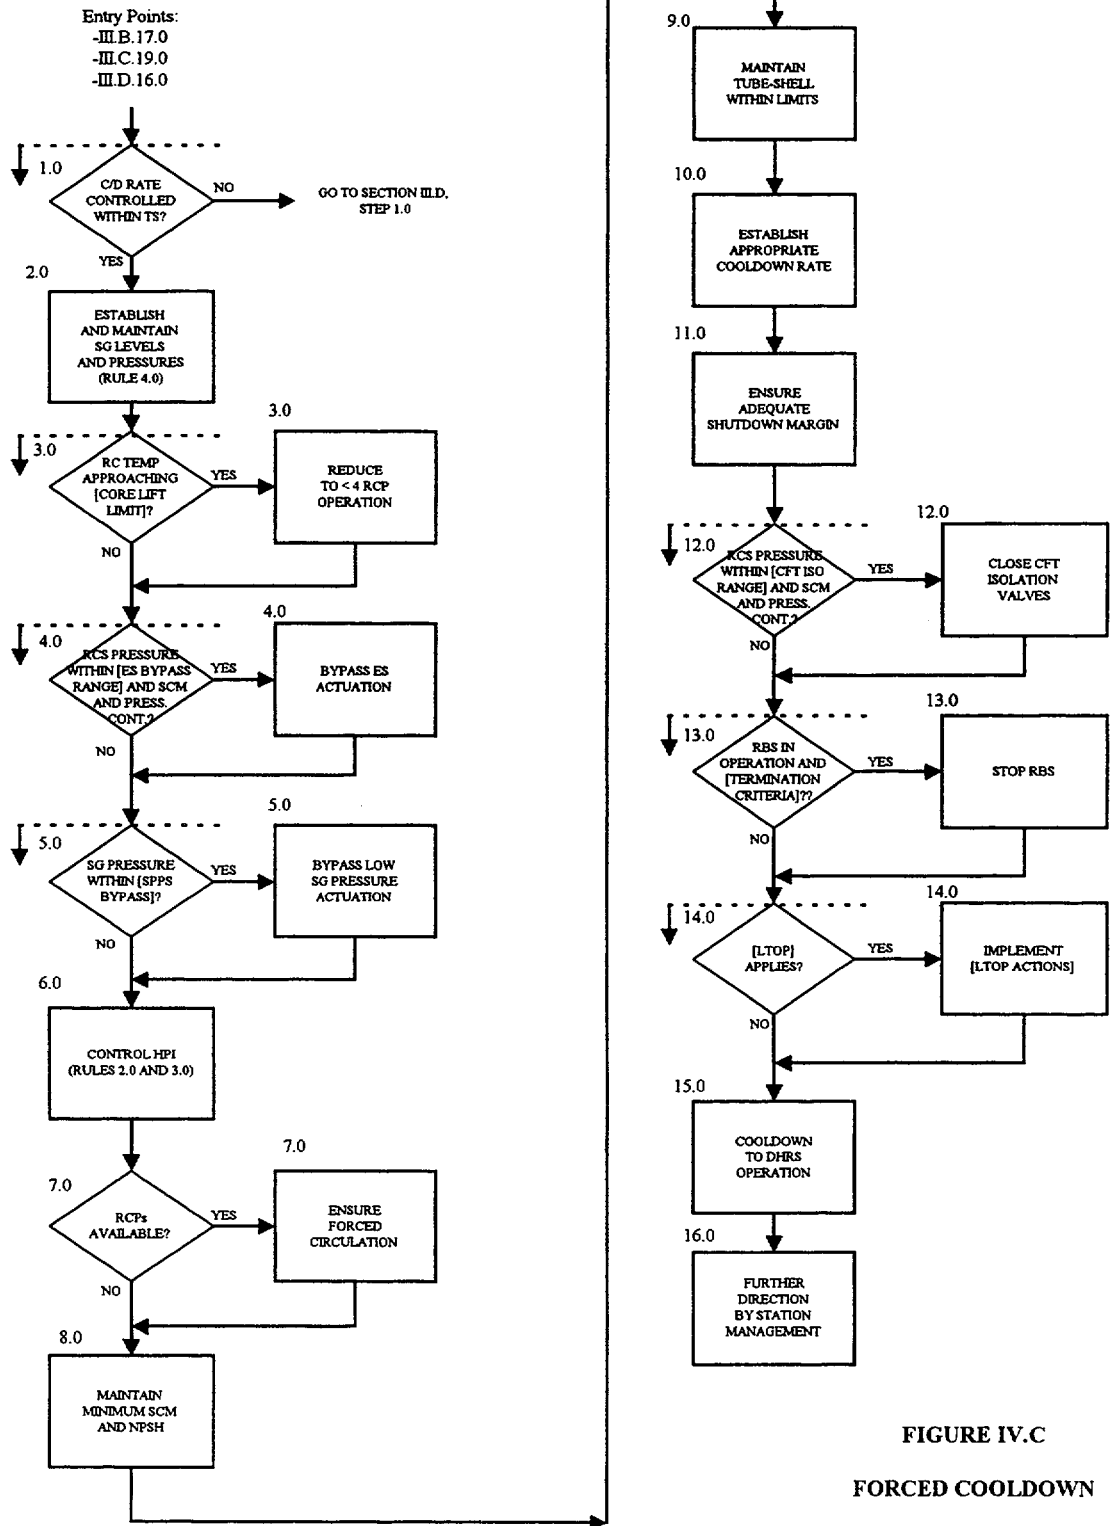 Entry Points:
-III.B.17.0
-III.C.19.0
-III.D.16.0
1.0
C/D RATE
CONTROLLED
WITHIN TS?
NO
GO TO SECTION III.D,
STEP 1.0
YES
2.0
ESTABLISH
AND MAINTAIN
SG LEVELS
AND PRESSURES
(RULE 4.0)
3.0
RC TEMP
APPROACHING
[CORE LIFT
LIMIT]?
YES
3.0
REDUCE
TO < 4 RCP
OPERATION
NO
4.0
RCS PRESSURE
WITHIN [ES BYPASS
RANGE] AND SCM
AND PRESS.
CONT.?
YES
4.0
BYPASS ES
ACTUATION
NO
5.0
SG PRESSURE
WITHIN [SPPS
BYPASS]?
YES
5.0
BYPASS LOW
SG PRESSURE
ACTUATION
NO
6.0
CONTROL HPI
(RULES 2.0 AND 3.0)
7.0
RCPs
AVAILABLE?
YES
7.0
ENSURE
FORCED
CIRCULATION
NO
8.0
MAINTAIN
MINIMUM SCM
AND NPSH
9.0
MAINTAIN
TUBE-SHELL
WITHIN LIMITS
10.0
ESTABLISH
APPROPRIATE
COOLDOWN RATE
11.0
ENSURE
ADEQUATE
SHUTDOWN MARGIN
12.0
RCS PRESSURE
WITHIN [CFT ISO
RANGE] AND SCM
AND PRESS.
CONT.?
YES
12.0
CLOSE CFT
ISOLATION
VALVES
NO
13.0
RBS IN
OPERATION AND
[TERMINATION
CRITERIA]??
YES
13.0
STOP RBS
NO
14.0
[LTOP]
APPLIES?
YES
14.0
IMPLEMENT
[LTOP ACTIONS]
NO
15.0
COOLDOWN
TO DHRS
OPERATION
16.0
FURTHER
DIRECTION
BY STATION
MANAGEMENT
FIGURE IV.C
FORCED COOLDOWN